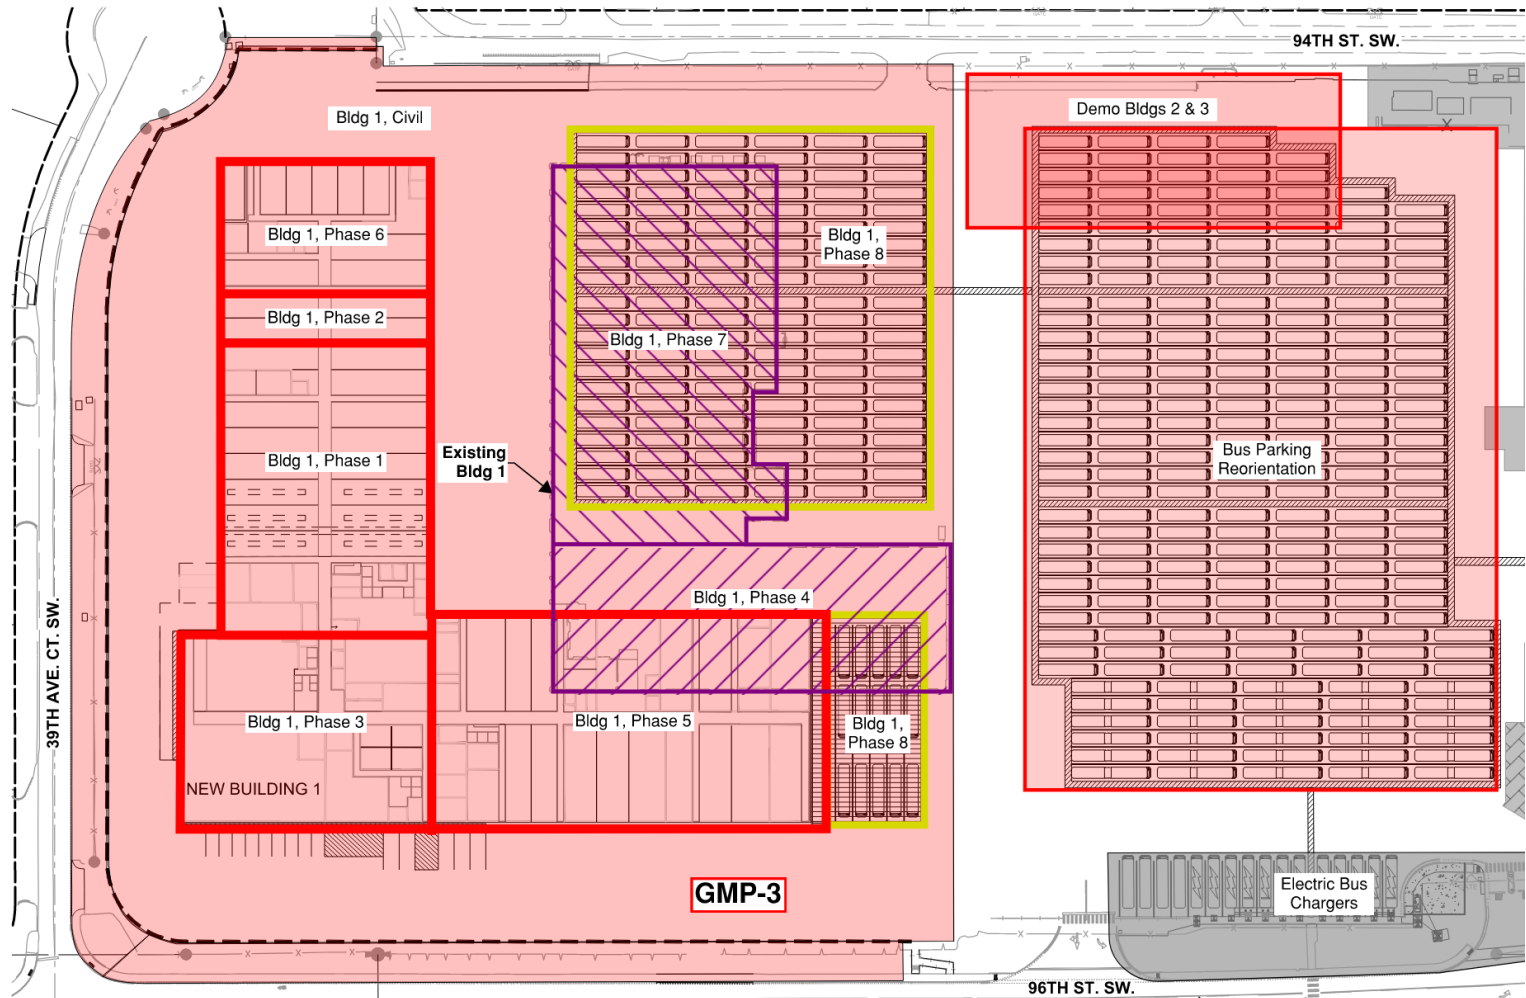 94TH ST. SW.
Bldg 1, Civil
Demo Bldgs 2 & 3
Bldg 1, Phase 6
Bldg 1,
Phase 8
Bldg 1, Phase 2
Bldg 1, Phase 7
Existing
Bldg 1
Bldg 1, Phase 1
Bus Parking
Reorientation
Bldg 1, Phase 4
39TH AVE. CT. SW.
Bldg 1, Phase 3
Bldg 1, Phase 5
Bldg 1,
Phase 8
NEW BUILDING 1
GMP-3
Electric Bus
Chargers
96TH ST. SW.